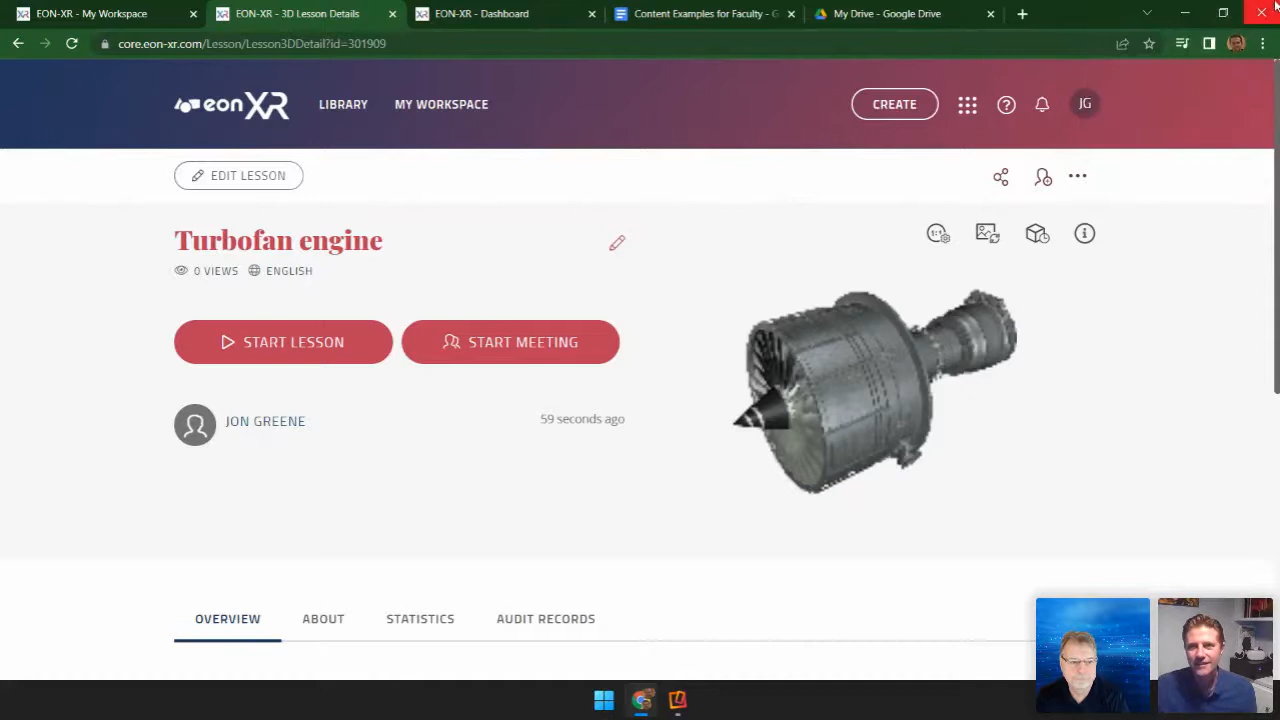 EON-XR - My Workspace
EON-XR - 3D Lesson Details
EON-XR - Dashboard
Content Examples for Faculty - G
My Drive - Google Drive
core.eon-xr.com/Lesson/Lesson3DDetail?id=301909
eon XR
LIBRARY
MY WORKSPACE
CREATE
JG
EDIT LESSON
Turbofan engine
0 VIEWS
ENGLISH
1:1
START LESSON
START MEETING
JON GREENE
59 seconds ago
OVERVIEW
ABOUT
STATISTICS
AUDIT RECORDS